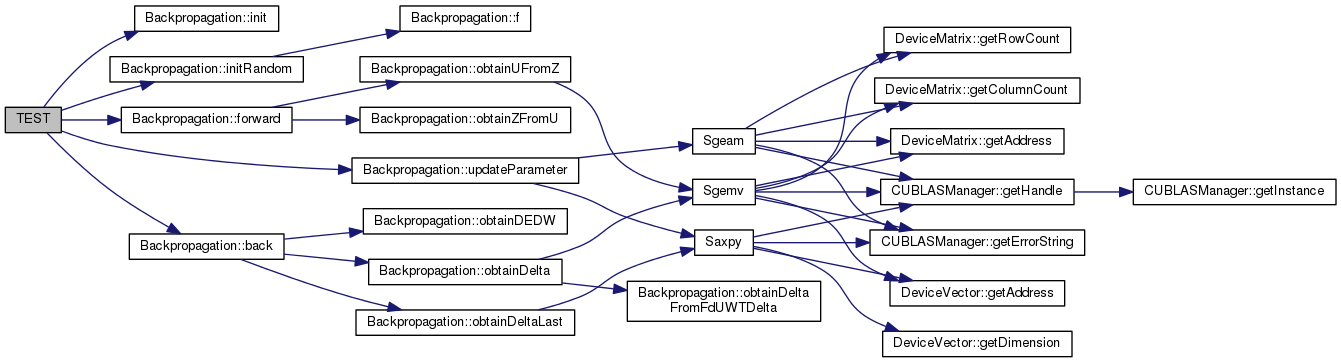 TEST
Backpropagation::init
Backpropagation::initRandom
Backpropagation::f
Backpropagation::forward
Backpropagation::obtainUFromZ
Backpropagation::obtainZFromU
Backpropagation::updateParameter
Backpropagation::back
Backpropagation::obtainDEDW
Backpropagation::obtainDelta
Backpropagation::obtainDeltaLast
Backpropagation::obtainDelta
FromFdUWTDelta
Sgeam
Sgemv
Saxpy
DeviceMatrix::getRowCount
DeviceMatrix::getColumnCount
DeviceMatrix::getAddress
CUBLASManager::getHandle
CUBLASManager::getInstance
CUBLASManager::getErrorString
DeviceVector::getAddress
DeviceVector::getDimension